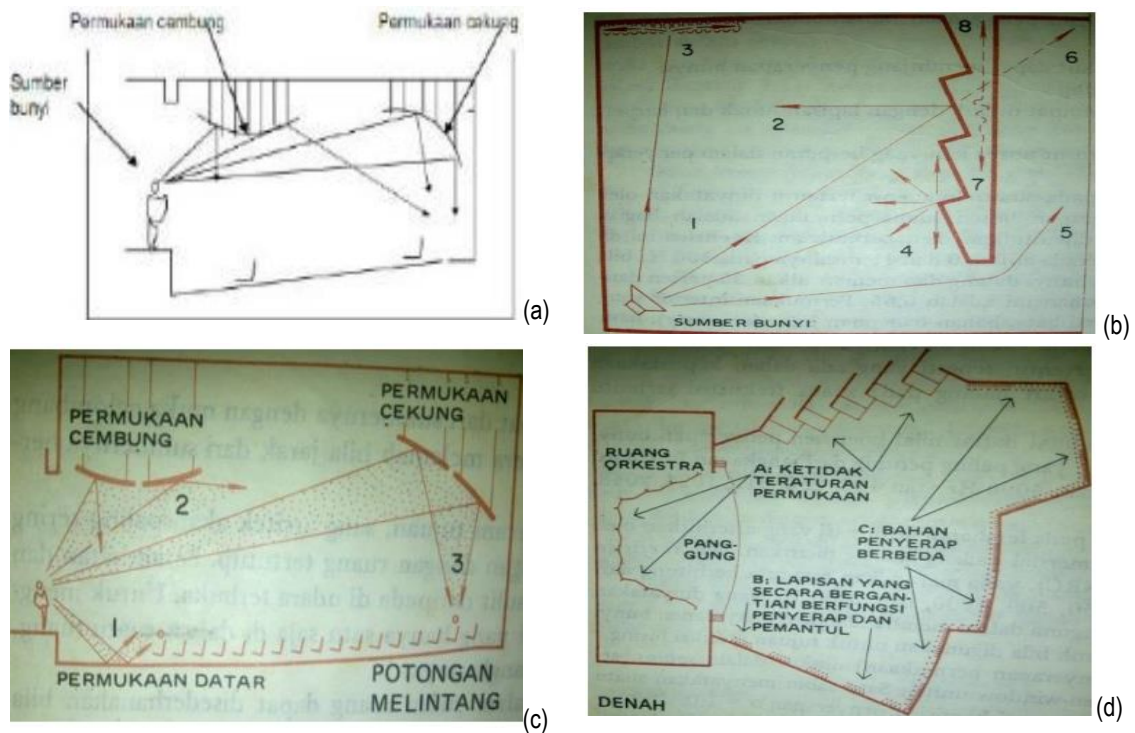 Permukaan cembung
Permukaan cekung
Sumber
bunyi
(a)
8
6
3
2
7
1
4
5
SUMBER BUNYI
(b)
PERMUKAAN
CEMBUNG
PERMUKAAN
CEKUNG
2
3
1
PERMUKAAN DATAR
POTONGAN
MELINTANG
(c)
RUANG
ORKESTRA
A: KETIDAK
TERATURAN
PERMUKAAN
PANG-
GUNG
C: BAHAN
PENYERAP
BERBEDA
B: LAPISAN YANG
SECARA BERGAN-
TIAN BERFUNGSI
PENYERAP DAN
PEMANTUL
DENAH
(d)